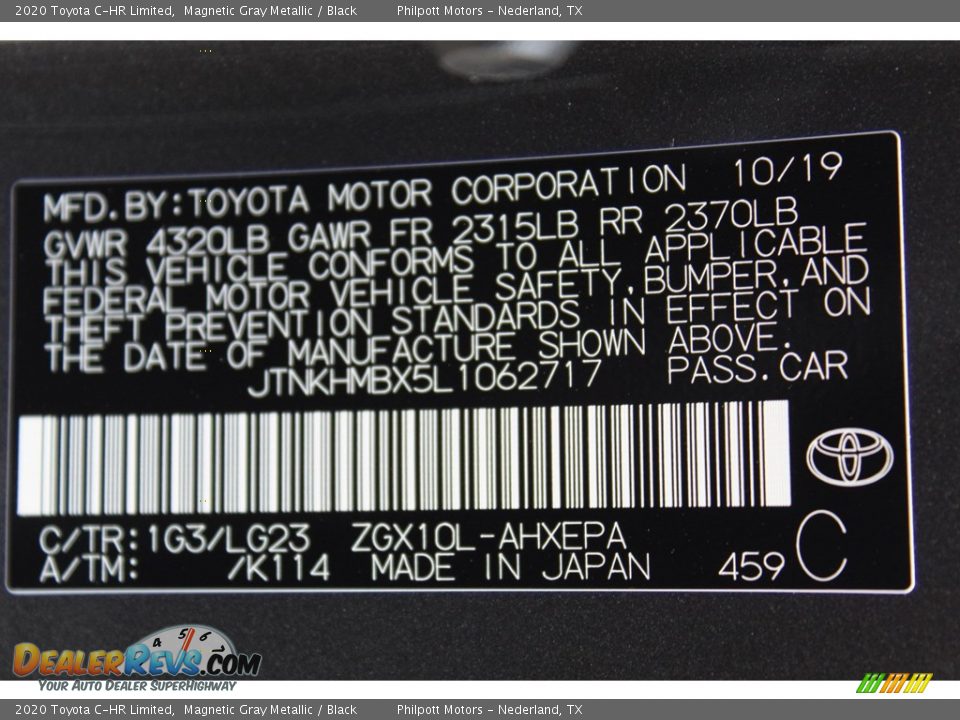 2020 Toyota C-HR Limited, Magnetic Gray Metallic / Black Philpott Motors - Nederland, TX
MFD. BY: TOYOTA MOTOR CORPORATION 10/19
GVWR 4320LB GAWR FR 2315LB RR 2370LB
THIS VEHICLE CONFORMS TO ALL APPLICABLE
FEDERAL MOTOR VEHICLE SAFETY, BUMPER, AND
THEFT PREVENTION STANDARDS IN EFFECT ON
THE DATE OF MANUFACTURE SHOWN ABOVE.
JTNKHMBX5L1062717 PASS. CAR
C/TR: 1G3/LG23 ZGX10L-AHXEPA
A/TM: /K114 MADE IN JAPAN 459 C
4 5 6
DEALERREVS.COM
YOUR AUTO DEALER SUPERHIGHWAY
2020 Toyota C-HR Limited, Magnetic Gray Metallic / Black Philpott Motors - Nederland, TX